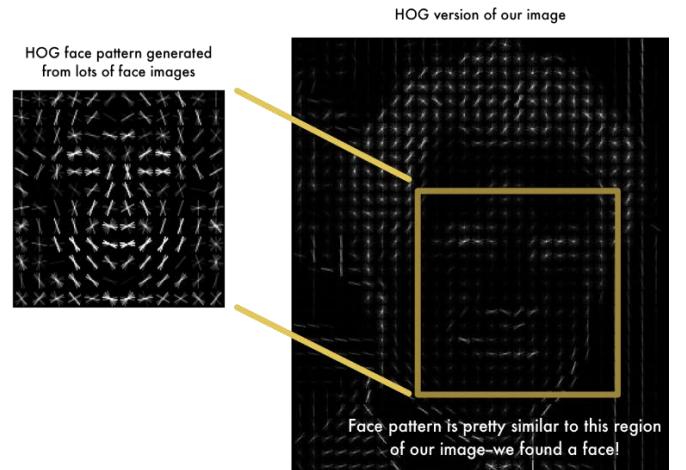 HOG version of our image
HOG face pattern generated
from lots of face images
Face pattern is pretty similar to this region
of our image–we found a face!